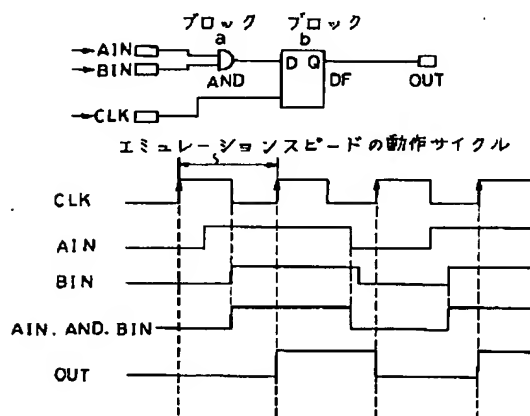 ブロック ブロック
a b
AIN
BIN
AND
D Q
DF
OUT
CLK
エミュレーションスピードの動作サイクル
CLK
AIN
BIN
AIN. AND. BIN
OUT